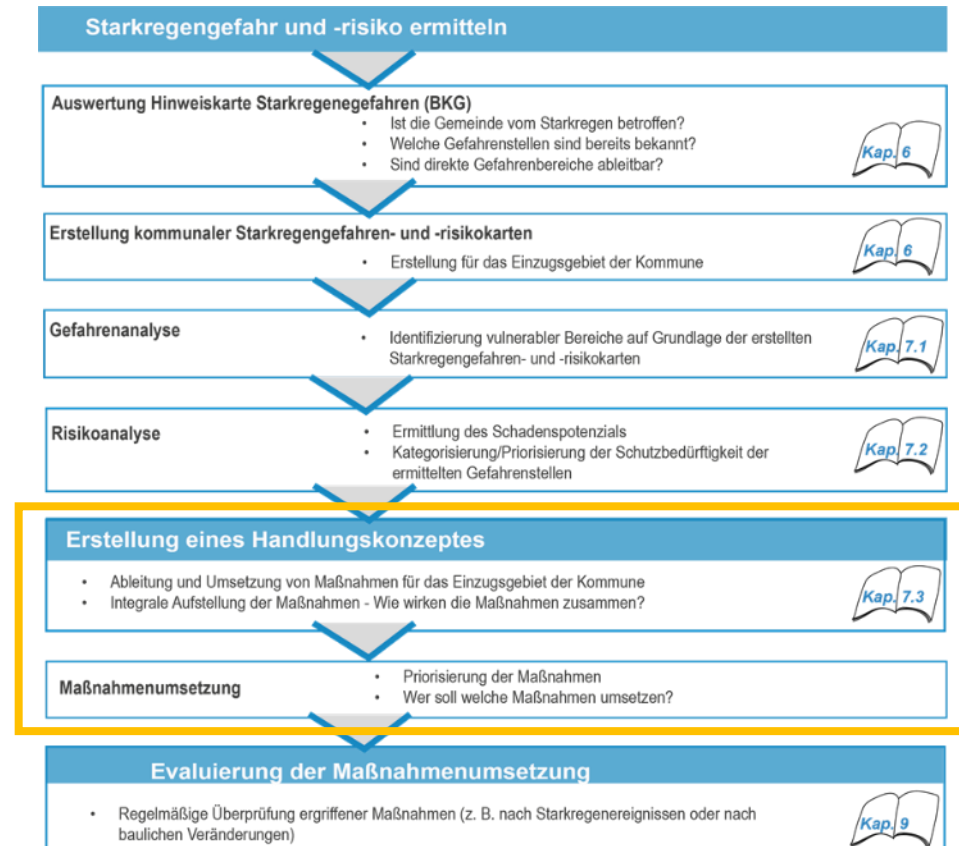 Starkregengefahr und -risiko ermitteln
Auswertung Hinweiskarte Starkregenegefahren (BKG)
• Ist die Gemeinde vom Starkregen betroffen?
• Welche Gefahrenstellen sind bereits bekannt?
• Sind direkte Gefahrenbereiche ableitbar?
Kap. 6
Erstellung kommunaler Starkregengefahren- und -risikokarten
• Erstellung für das Einzugsgebiet der Kommune
Kap. 6
Gefahrenanalyse
• Identifizierung vulnerabler Bereiche auf Grundlage der erstellten
Starkregengefahren- und -risikokarten
Kap. 7.1
Risikoanalyse
• Ermittlung des Schadenspotenzials
• Kategorisierung/Priorisierung der Schutzbedürftigkeit der
ermittelten Gefahrenstellen
Kap. 7.2
Erstellung eines Handlungskonzeptes
• Ableitung und Umsetzung von Maßnahmen für das Einzugsgebiet der Kommune
• Integrale Aufstellung der Maßnahmen - Wie wirken die Maßnahmen zusammen?
Kap. 7.3
Maßnahmenumsetzung
• Priorisierung der Maßnahmen
• Wer soll welche Maßnahmen umsetzen?
Evaluierung der Maßnahmenumsetzung
• Regelmäßige Überprüfung ergriffener Maßnahmen (z. B. nach Starkregenereignissen oder nach
baulichen Veränderungen)
Kap. 9